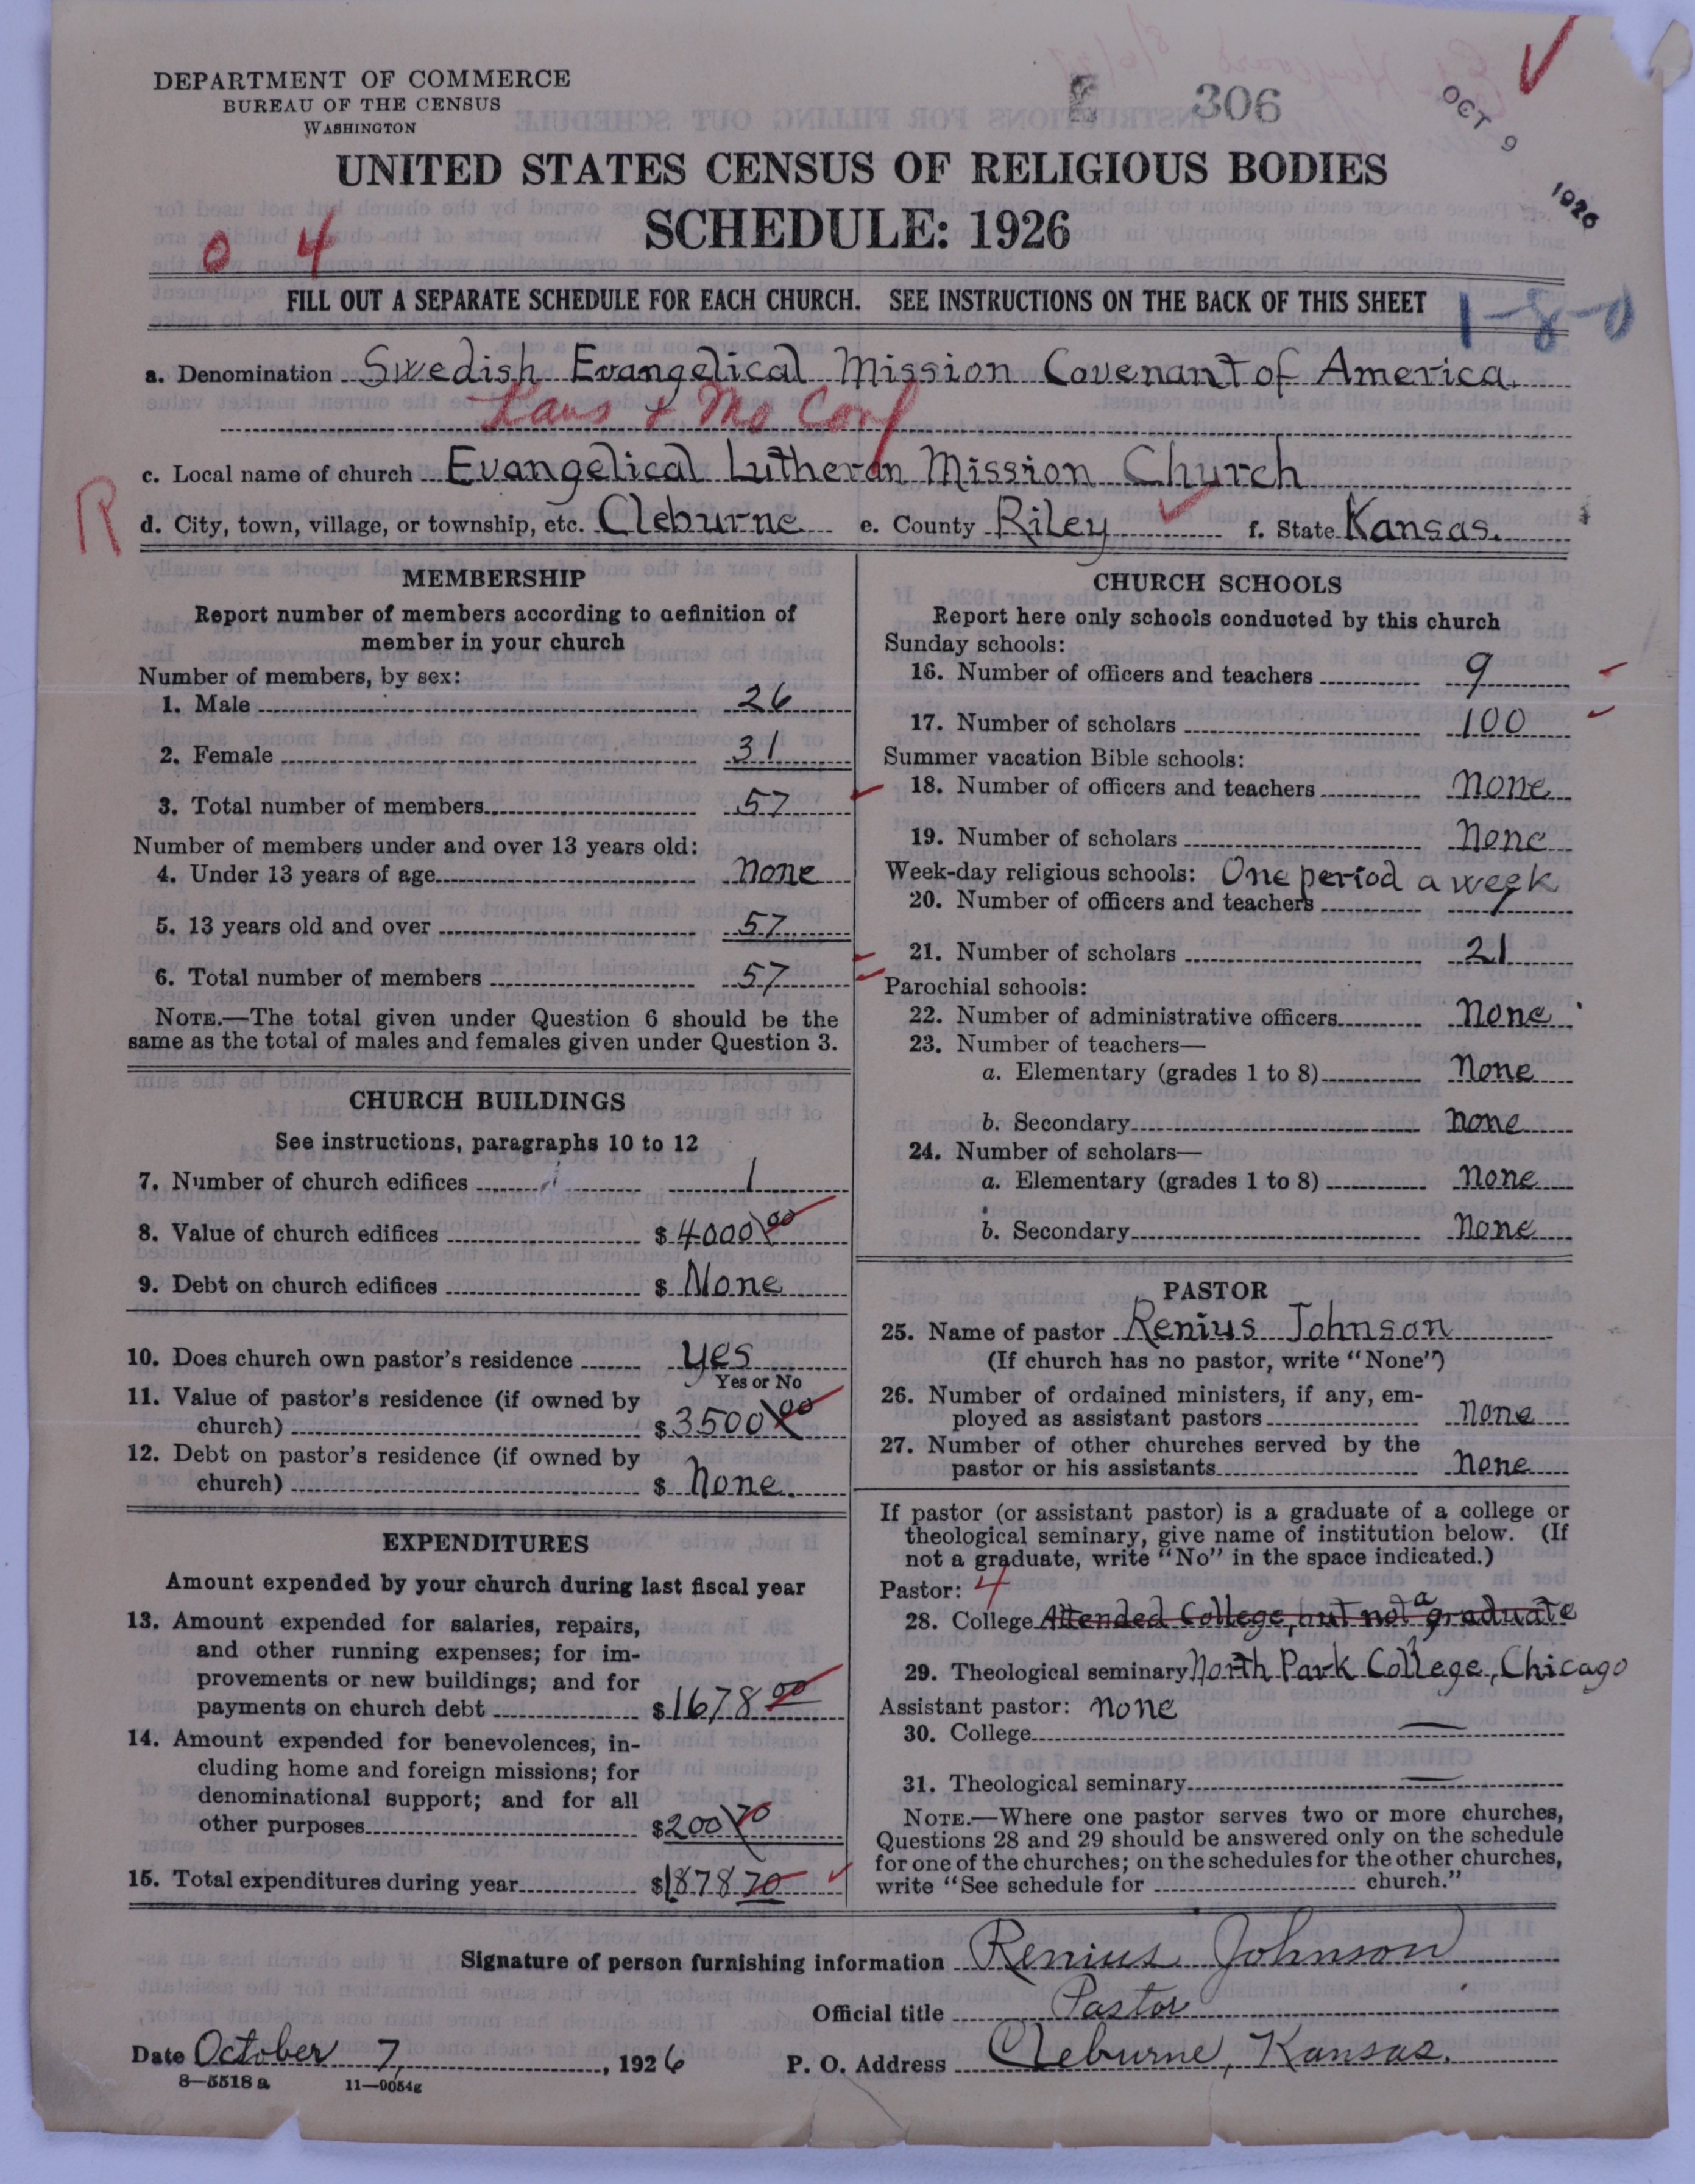 DEPARTMENT OF COMMERCE
BUREAU OF THE CENSUS
WASHINGTON
306
OCT 9 1926
UNITED STATES CENSUS OF RELIGIOUS BODIES
SCHEDULE: 1926
0 4
FILL OUT A SEPARATE SCHEDULE FOR EACH CHURCH. SEE INSTRUCTIONS ON THE BACK OF THIS SHEET
1-8-0
a. Denomination Swedish Evangelical Mission Covenant of America.
Kans & Mo Conf
c. Local name of church Evangelical Lutheran Mission Church
R
d. City, town, village, or township, etc. Cleburne e. County Riley f. State Kansas.
MEMBERSHIP
Report number of members according to definition of
member in your church
Number of members, by sex:
1. Male 26
2. Female 31
3. Total number of members 57
Number of members under and over 13 years old:
4. Under 13 years of age None
5. 13 years old and over 57
6. Total number of members 57
NOTE.—The total given under Question 6 should be the
same as the total of males and females given under Question 3.
CHURCH BUILDINGS
See instructions, paragraphs 10 to 12
7. Number of church edifices 1
8. Value of church edifices $4000 00
9. Debt on church edifices $ None
10. Does church own pastor's residence yes
Yes or No
11. Value of pastor's residence (if owned by
church) $3500 00
12. Debt on pastor's residence (if owned by
church) $ None.
EXPENDITURES
Amount expended by your church during last fiscal year
13. Amount expended for salaries, repairs,
and other running expenses; for im-
provements or new buildings; and for
payments on church debt $1678 00
14. Amount expended for benevolences, in-
cluding home and foreign missions; for
denominational support; and for all
other purposes $200 70
15. Total expenditures during year $1878 70
CHURCH SCHOOLS
Report here only schools conducted by this church
Sunday schools:
16. Number of officers and teachers 9
17. Number of scholars 100
Summer vacation Bible schools:
18. Number of officers and teachers None
19. Number of scholars None
Week-day religious schools: One period a week
20. Number of officers and teachers 1
21. Number of scholars 21
Parochial schools:
22. Number of administrative officers None
23. Number of teachers—
a. Elementary (grades 1 to 8) None
b. Secondary None
24. Number of scholars—
a. Elementary (grades 1 to 8) None
b. Secondary None
PASTOR
25. Name of pastor Renius Johnson
(If church has no pastor, write "None")
26. Number of ordained ministers, if any, em-
ployed as assistant pastors None
27. Number of other churches served by the
pastor or his assistants None
If pastor (or assistant pastor) is a graduate of a college or
theological seminary, give name of institution below. (If
not a graduate, write "No" in the space indicated.)
Pastor: 4
28. College Attended College, but not a graduate
29. Theological seminary North Park College, Chicago
Assistant pastor: None
30. College —
31. Theological seminary —
NOTE.—Where one pastor serves two or more churches,
Questions 28 and 29 should be answered only on the schedule
for one of the churches; on the schedules for the other churches,
write "See schedule for church."
Signature of person furnishing information Renius Johnson
Official title Pastor
Date October 7, 1926 P. O. Address Cleburne, Kansas.
8—5518 a 11—9054g